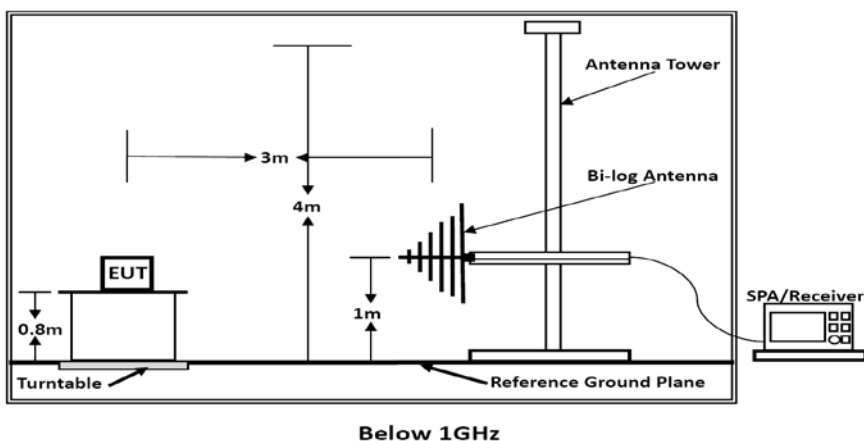 Antenna Tower
3m
Bi-log Antenna
4m
EUT
SPA/Receiver
0.8m
1m
Turntable
Reference Ground Plane
Below 1GHz